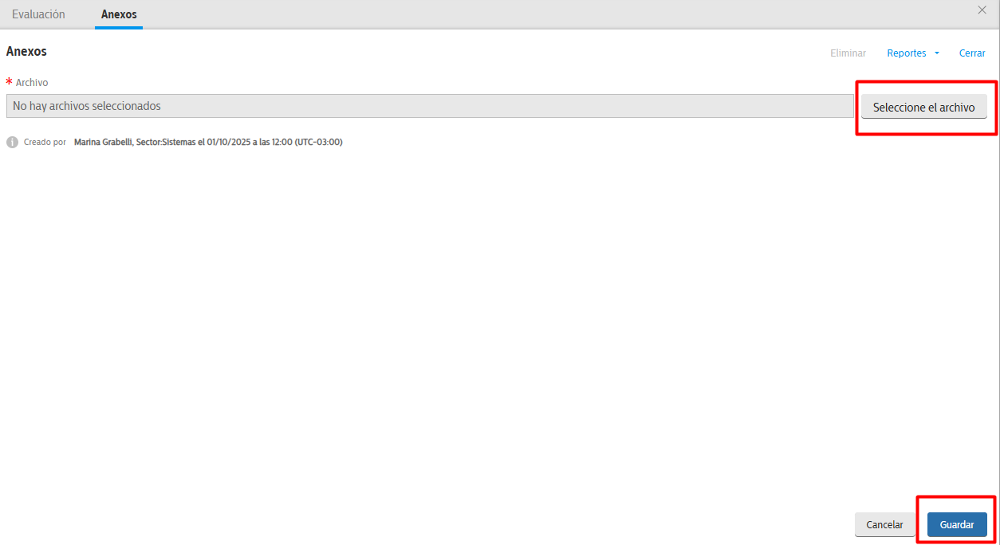 Evaluación Anexos
Anexos
Eliminar Reportes Cerrar
* Archivo
No hay archivos seleccionados Seleccione el archivo
Creado por Marina Grabelli, Sector:Sistemas el 01/10/2025 a las 12:00 (UTC-03:00)
Cancelar Guardar